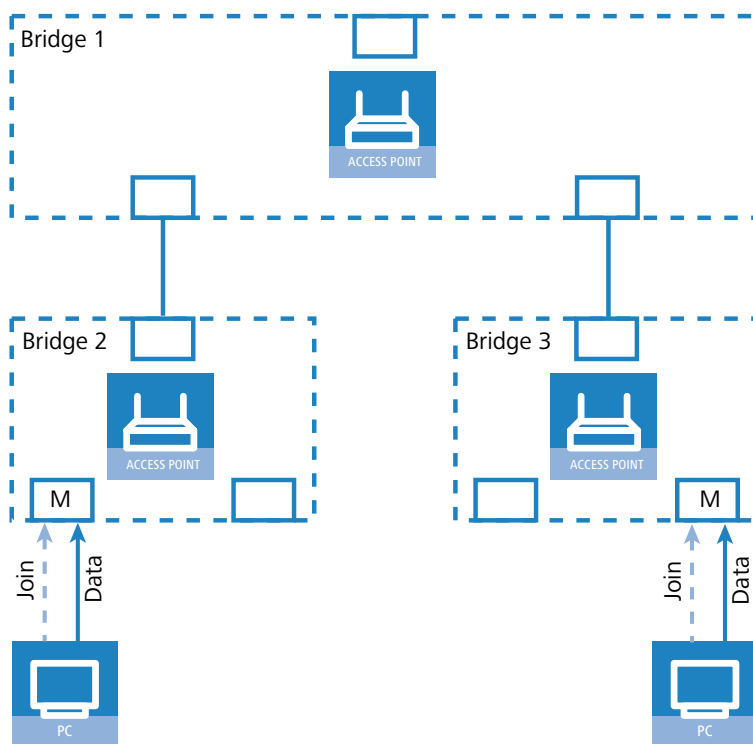 Bridge 1
ACCESS POINT
Bridge 2
Bridge 3
ACCESS POINT
ACCESS POINT
M
M
Join
Data
Join
Data
PC
PC